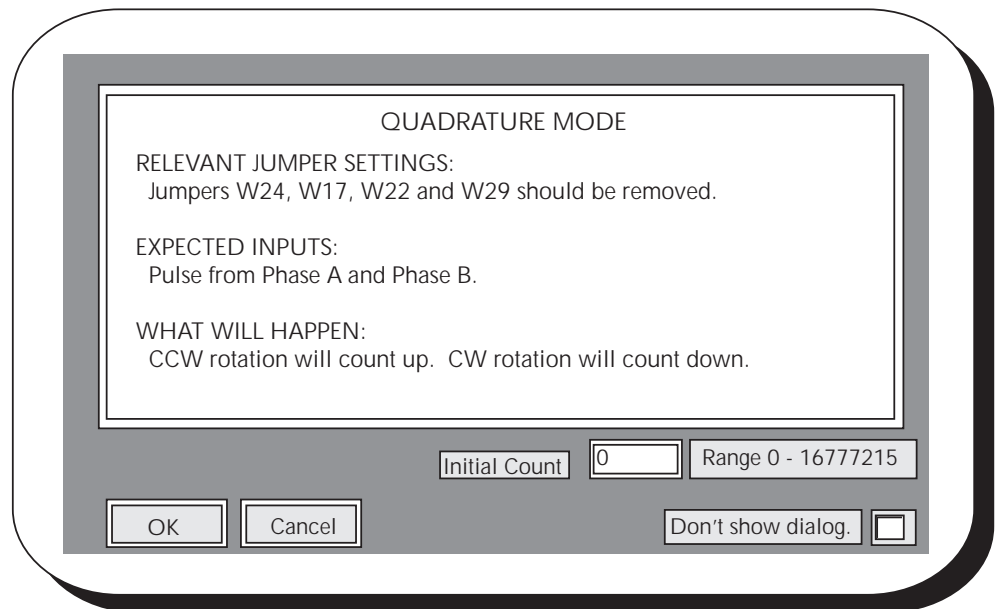 QUADRATURE MODE
RELEVANT JUMPER SETTINGS:
Jumpers W24, W17, W22 and W29 should be removed.
EXPECTED INPUTS:
Pulse from Phase A and Phase B.
WHAT WILL HAPPEN:
CCW rotation will count up. CW rotation will count down.
Initial Count 0 Range 0 - 16777215
OK Cancel Don't show dialog.